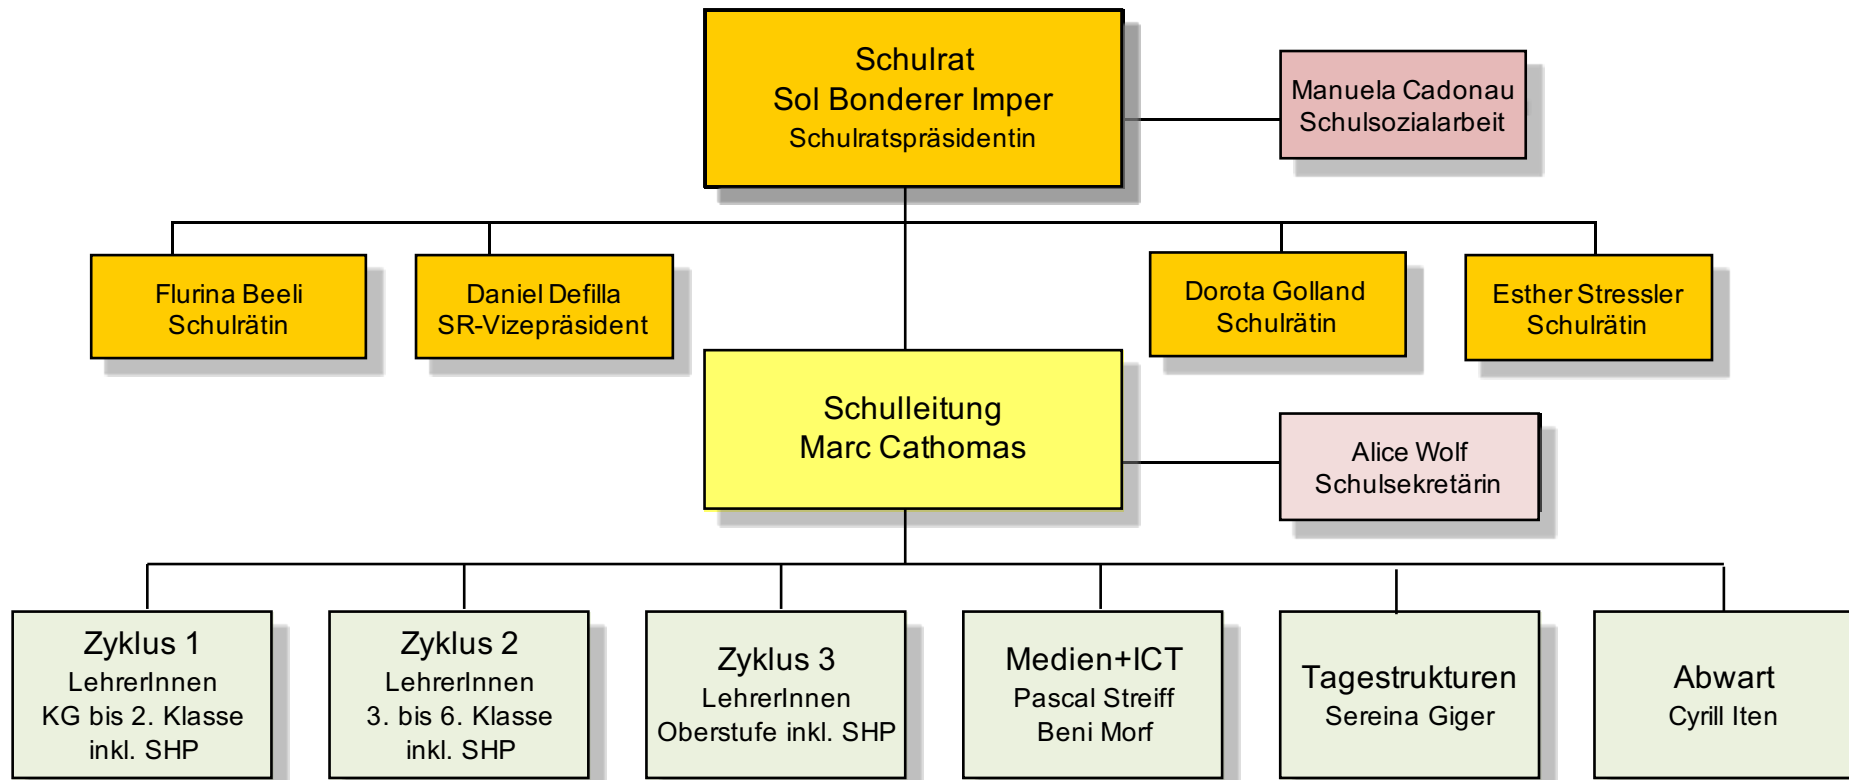 Schulrat
Sol Bonderer Imper
Schulratspräsidentin
Manuela Cadonau
Schulsozialarbeit
Flurina Beeli
Schulrätin
Daniel Defilla
SR-Vizepräsident
Dorota Golland
Schulrätin
Esther Stressler
Schulrätin
Schulleitung
Marc Cathomas
Alice Wolf
Schulsekretärin
Zyklus 1
LehrerInnen
KG bis 2. Klasse
inkl. SHP
Zyklus 2
LehrerInnen
3. bis 6. Klasse
inkl. SHP
Zyklus 3
LehrerInnen
Oberstufe inkl. SHP
Medien+ICT
Pascal Streiff
Beni Morf
Tagestrukturen
Sereina Giger
Abwart
Cyrill Iten